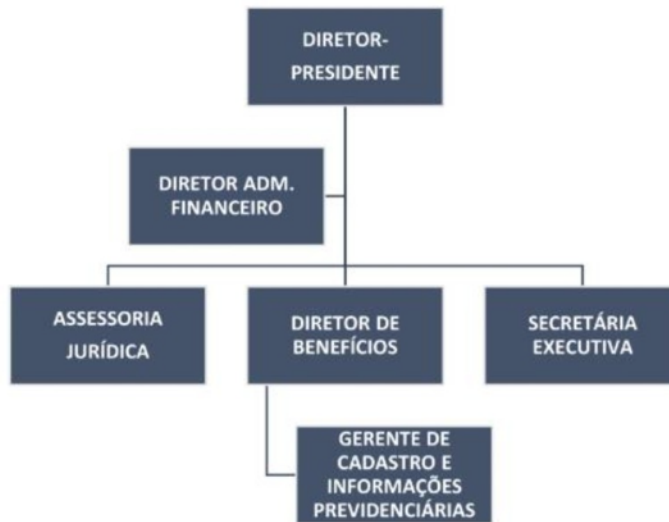 DIRETOR-
PRESIDENTE
DIRETOR ADM.
FINANCEIRO
ASSESSORIA
JURÍDICA
DIRETOR DE
BENEFÍCIOS
SECRETÁRIA
EXECUTIVA
GERENTE DE
CADASTRO E
INFORMAÇÕES
PREVIDENCIÁRIAS